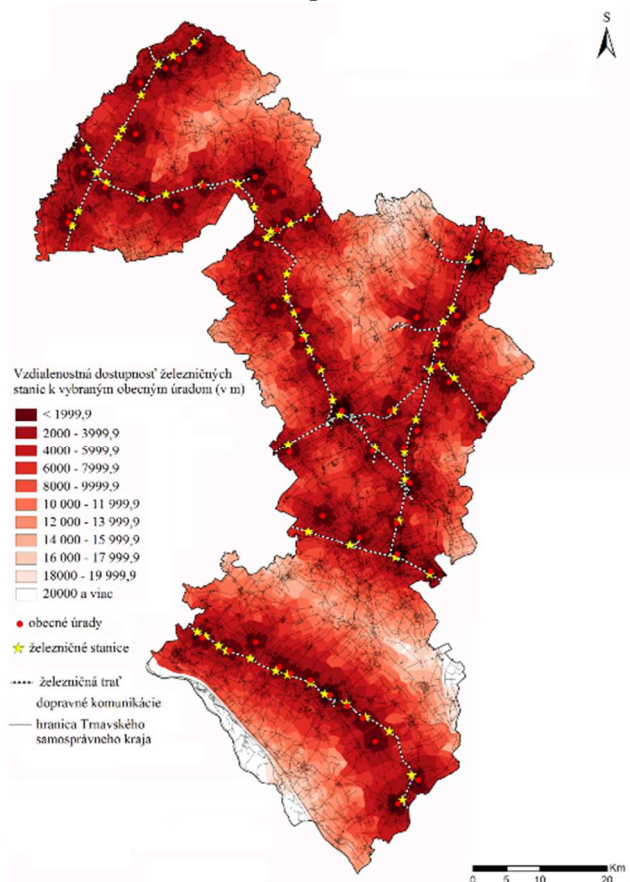 S
Vzdialenostná dostupnosť železničných
staníc k vybraným obecným úradom (v m)
< 1999,9
2000 - 3999,9
4000 - 5999,9
6000 - 7999,9
8000 - 9999,9
10 000 - 11 999,9
12 000 - 13 999,9
14 000 - 15 999,9
16 000 - 17 999,9
18000 - 19 999,9
20000 a viac
obecné úrady
železničné stanice
železničná trať
dopravné komunikácie
hranica Trnavského
samosprávneho kraja
Km
0 5 10 20